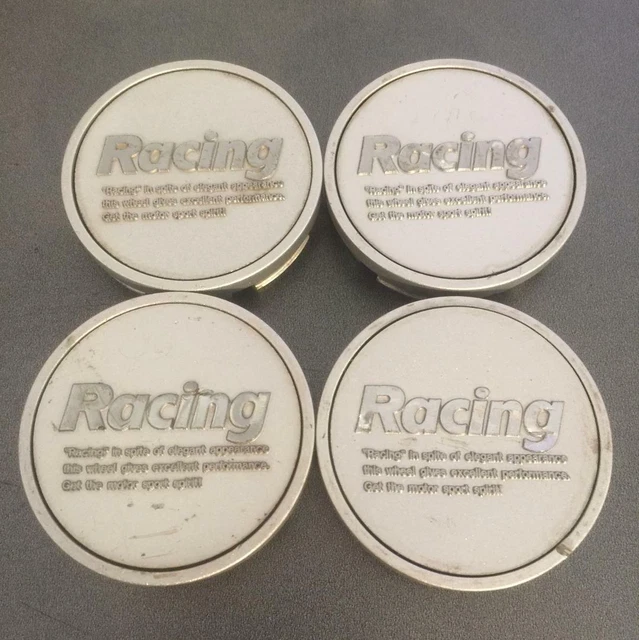 Racing
"Racing" in spite of elegant appearance
this wheel gives excellent performance.
Get the motor sport spirit!
Racing
"Racing" in spite of elegant appearance
this wheel gives excellent performance.
Get the motor sport spirit!
Racing
"Racing" in spite of elegant appearance
this wheel gives excellent performance.
Get the motor sport spirit!
Racing
"Racing" in spite of elegant appearance
this wheel gives excellent performance.
Get the motor sport spirit!